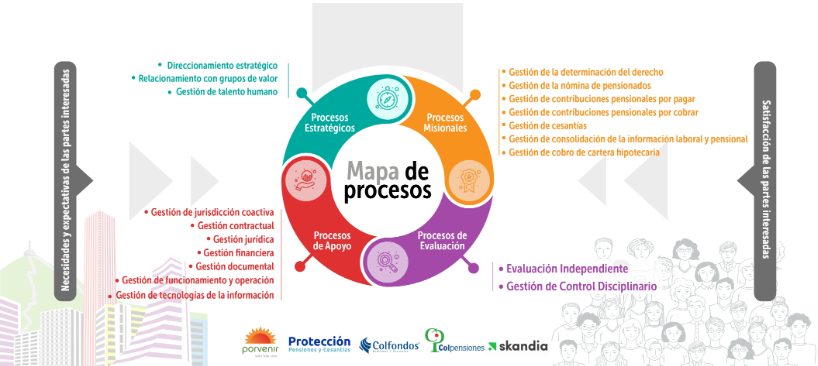 Necesidades y expectativas de las partes interesadas
• Direccionamiento estratégico
• Relacionamiento con grupos de valor
• Gestión de talento humano
Procesos
Estratégicos
Procesos
Misionales
• Gestión de la determinación del derecho
• Gestión de la nómina de pensionados
• Gestión de contribuciones pensionales por pagar
• Gestión de contribuciones pensionales por cobrar
• Gestión de cesantías
• Gestión de consolidación de la información laboral y pensional
• Gestión de cobro de cartera hipotecaria
Mapa de
procesos
• Gestión de jurisdicción coactiva
• Gestión contractual
• Gestión jurídica
• Gestión financiera
• Gestión documental
• Gestión de funcionamiento y operación
• Gestión de tecnologías de la información
Procesos
de Apoyo
Procesos de
Evaluación
• Evaluación Independiente
• Gestión de Control Disciplinario
Satisfacción de las partes interesadas
porvenir
Protección
Pensiones y Cesantías
Colfondos
Colpensiones
skandia